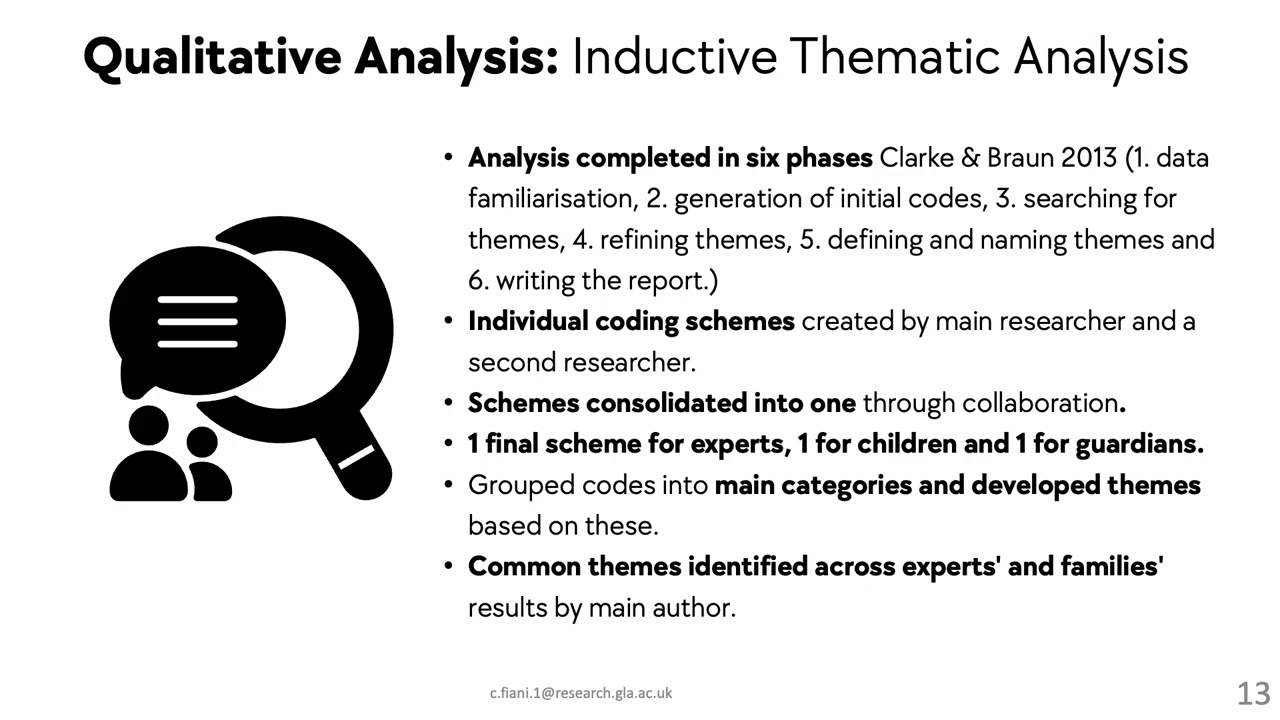 Qualitative Analysis: Inductive Thematic Analysis
• Analysis completed in six phases Clarke & Braun 2013 (1. data
familiarisation, 2. generation of initial codes, 3. searching for
themes, 4. refining themes, 5. defining and naming themes and
6. writing the report.)
• Individual coding schemes created by main researcher and a
second researcher.
• Schemes consolidated into one through collaboration.
• 1 final scheme for experts, 1 for children and 1 for guardians.
• Grouped codes into main categories and developed themes
based on these.
• Common themes identified across experts' and families'
results by main author.
c.fiani.1@research.gla.ac.uk
13